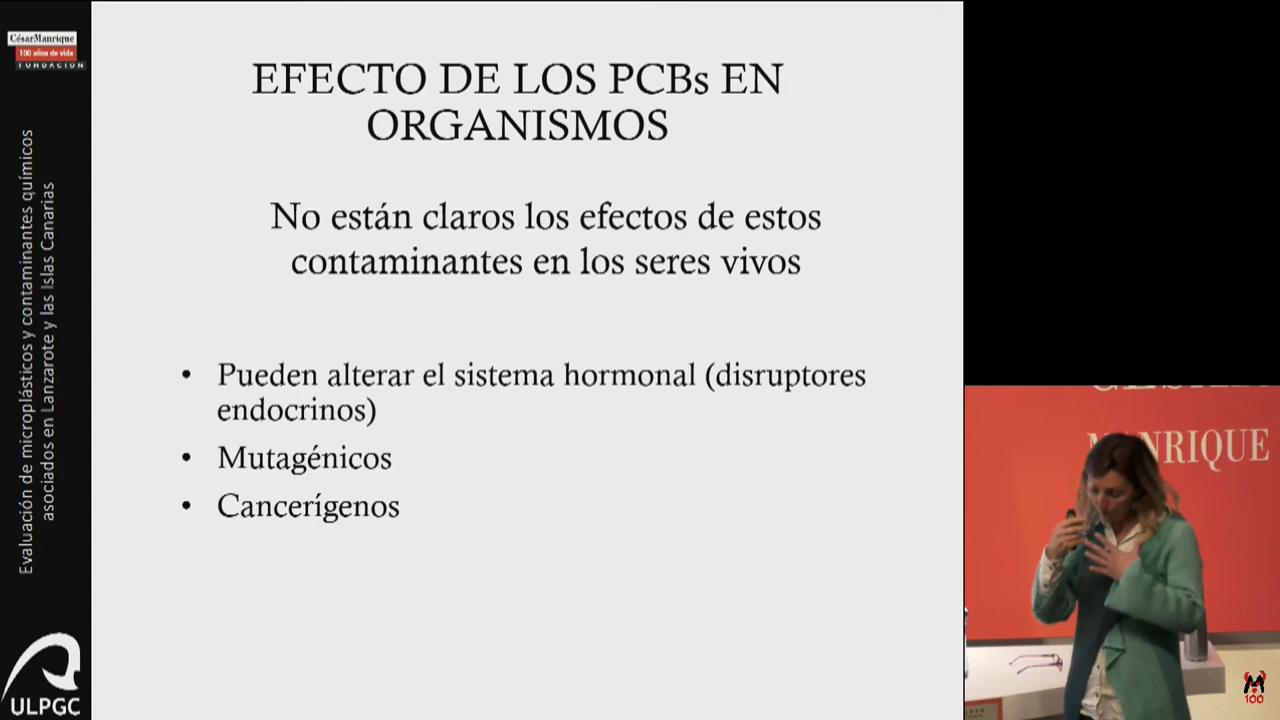 CésarManrique
100 años de vida
FUNDACIÓN
Evaluación de microplásticos y contaminantes químicos
asociados en Lanzarote y las Islas Canarias
ULPGC
EFECTO DE LOS PCBs EN
ORGANISMOS
No están claros los efectos de estos
contaminantes en los seres vivos
• Pueden alterar el sistema hormonal (disruptores
endocrinos)
• Mutagénicos
• Cancerígenos
MANRIQUE
M
100